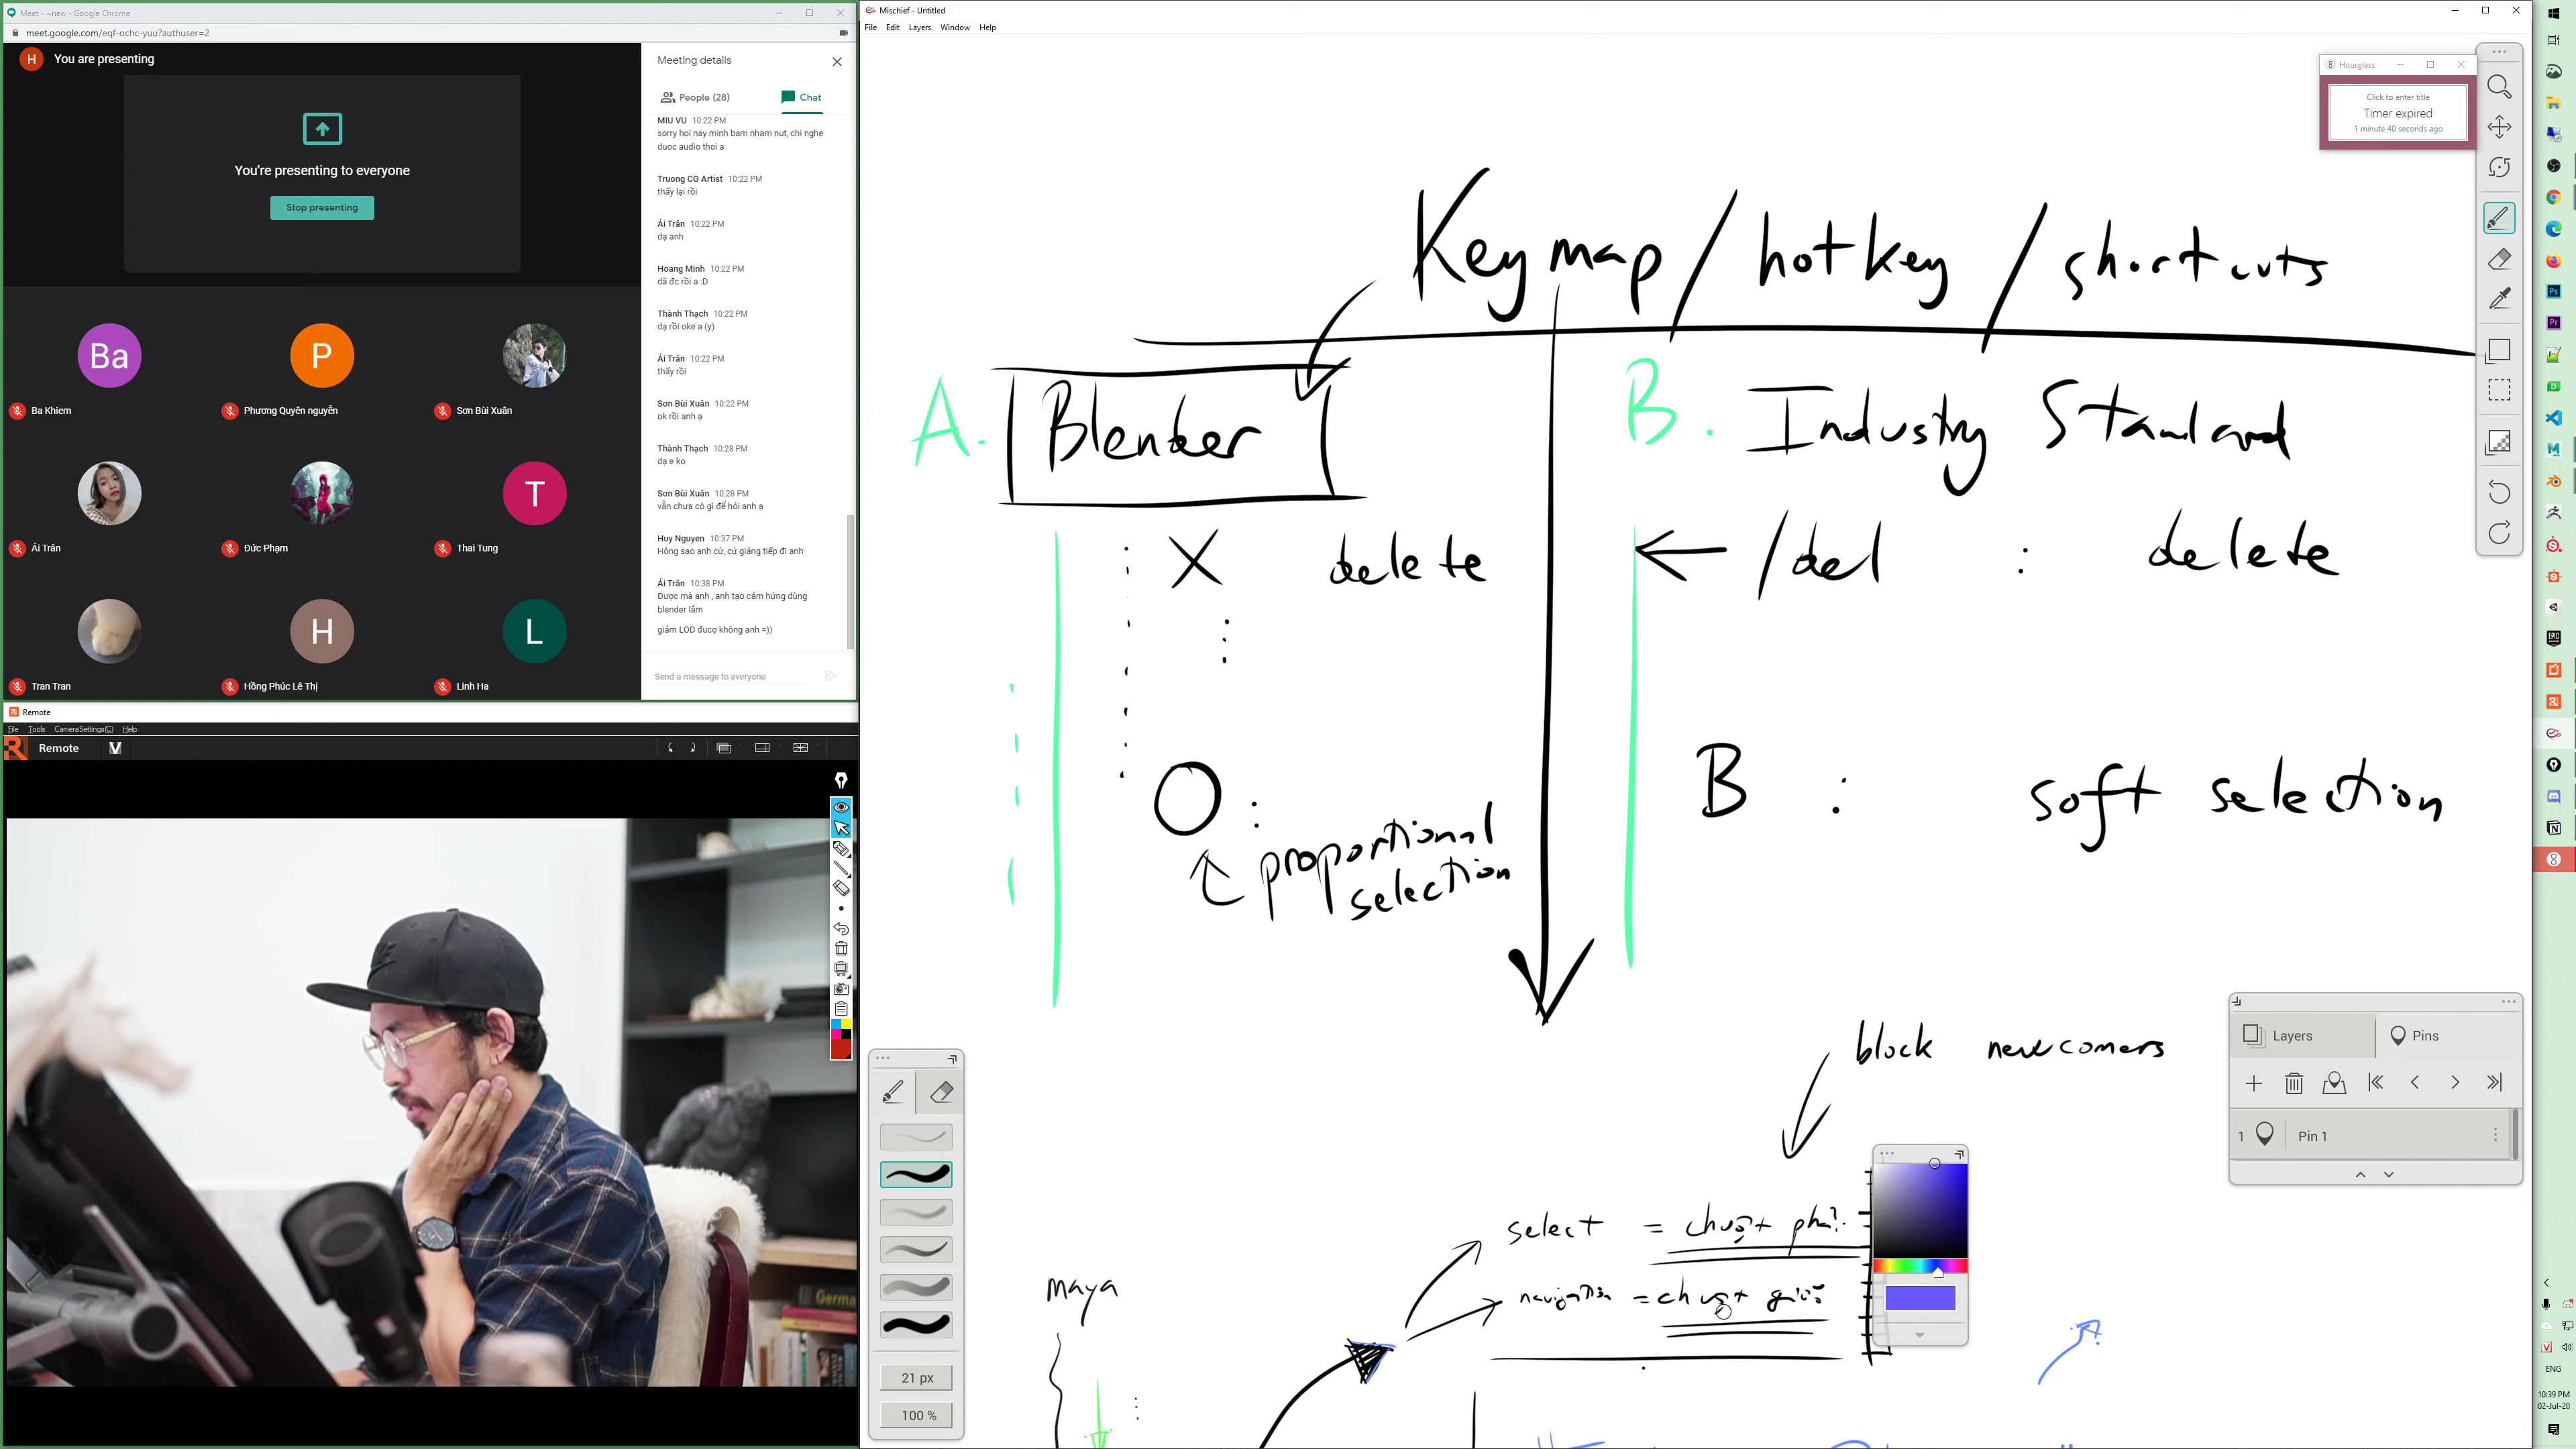 Meet - ~new - Google Chrome
meet.google.com/eqf-ochc-yuu?authuser=2
H You are presenting
You're presenting to everyone
Stop presenting
Ba
P
Ba Khiem
Phương Quyên nguyễn
Sơn Bùi Xuân
T
Ái Trân
Đức Phạm
Thai Tung
H
L
Tran Tran
Hồng Phúc Lê Thị
Linh Ha
Meeting details
People (28)
Chat
MIU VU 10:22 PM
sorry hoi nay minh bam nham nut, chi nghe
duoc audio thoi a
Truong CG Artist 10:22 PM
thấy lại rồi
Ái Trân 10:22 PM
dạ anh
Hoang Minh 10:22 PM
dã đc rồi a :D
Thành Thạch 10:22 PM
dạ rồi oke a (y)
Ái Trân 10:22 PM
thấy rồi
Sơn Bùi Xuân 10:22 PM
ok rồi anh ạ
Thành Thạch 10:28 PM
dạ e ko
Sơn Bùi Xuân 10:28 PM
vẫn chưa có gì để hỏi anh ạ
Huy Nguyen 10:37 PM
Hông sao anh cứ, cứ giảng tiếp đi anh
Ái Trân 10:38 PM
Được mà anh , anh tạo cảm hứng dùng
blender lắm
giảm LOD đuợc không anh =))
Send a message to everyone
Remote
File Tools CameraSettings(C) Help
Remote
Germa
Mischief - Untitled
File Edit Layers Window Help
Hourglass
Click to enter title
Timer expired
1 minute 40 seconds ago
Keymap / hotkey / shortcuts
A. Blender
B. Industry Standard
X delete
← /del : delete
O : proportional
selection
B : soft selection
block newcomers
select = chuột phải
navigation = chuột giữa
maya
21 px
100 %
Layers
Pins
1 Pin 1
Ps
Pr
EPIC
ENG
10:39 PM
02-Jul-20